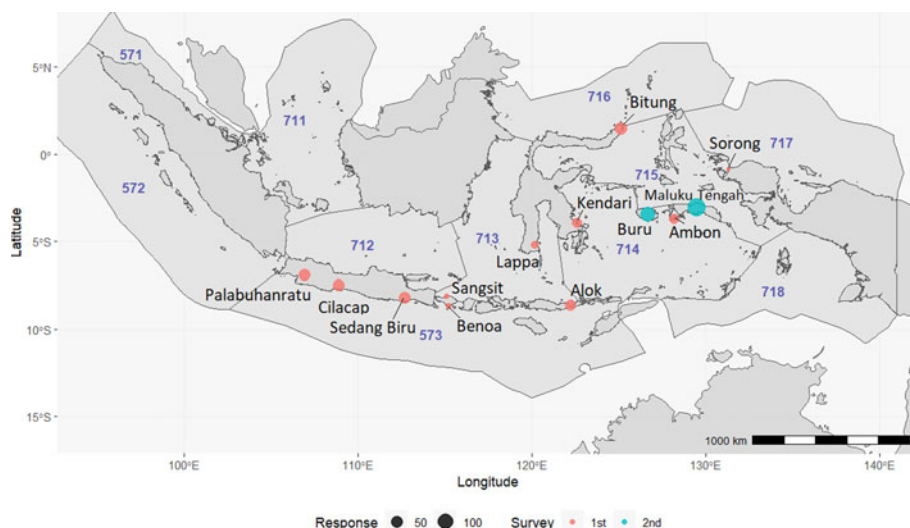 571
5°N
716
Bitung
711
717
Sorong
0°
572
715
Maluku Tengah
Kendari
Latitude
Buru
Ambon
5°S
712
713
714
Lappa
Palabuhanratu
Sangsit
Alok
718
Cilacap
Sedang Biru
Benoa
573
10°S
15°S
1000 km
100°E
110°E
120°E
130°E
140°E
Longitude
Response 50 100 Survey 1st 2nd